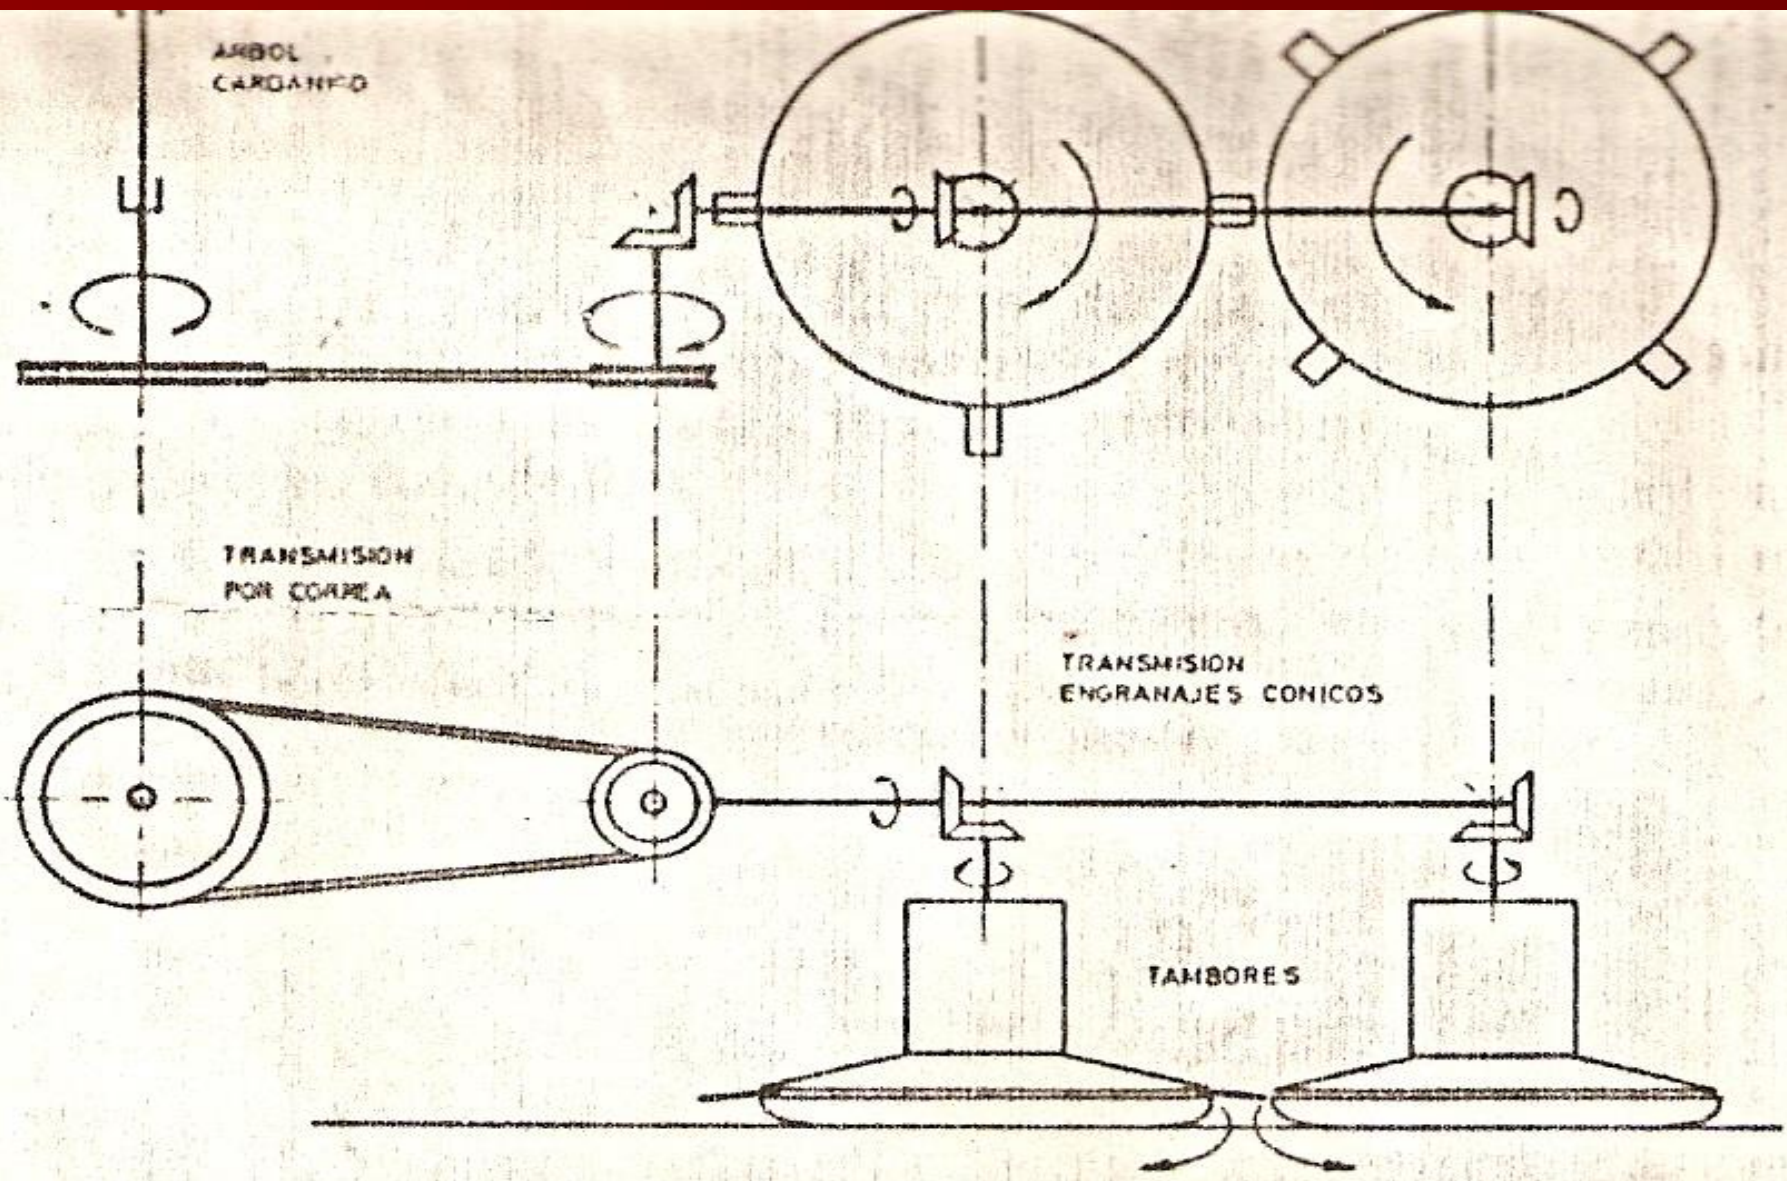 ARBOL
CARDANICO
TRANSMISION
POR CORREA
TRANSMISION
ENGRANAJES CONICOS
TAMBORES